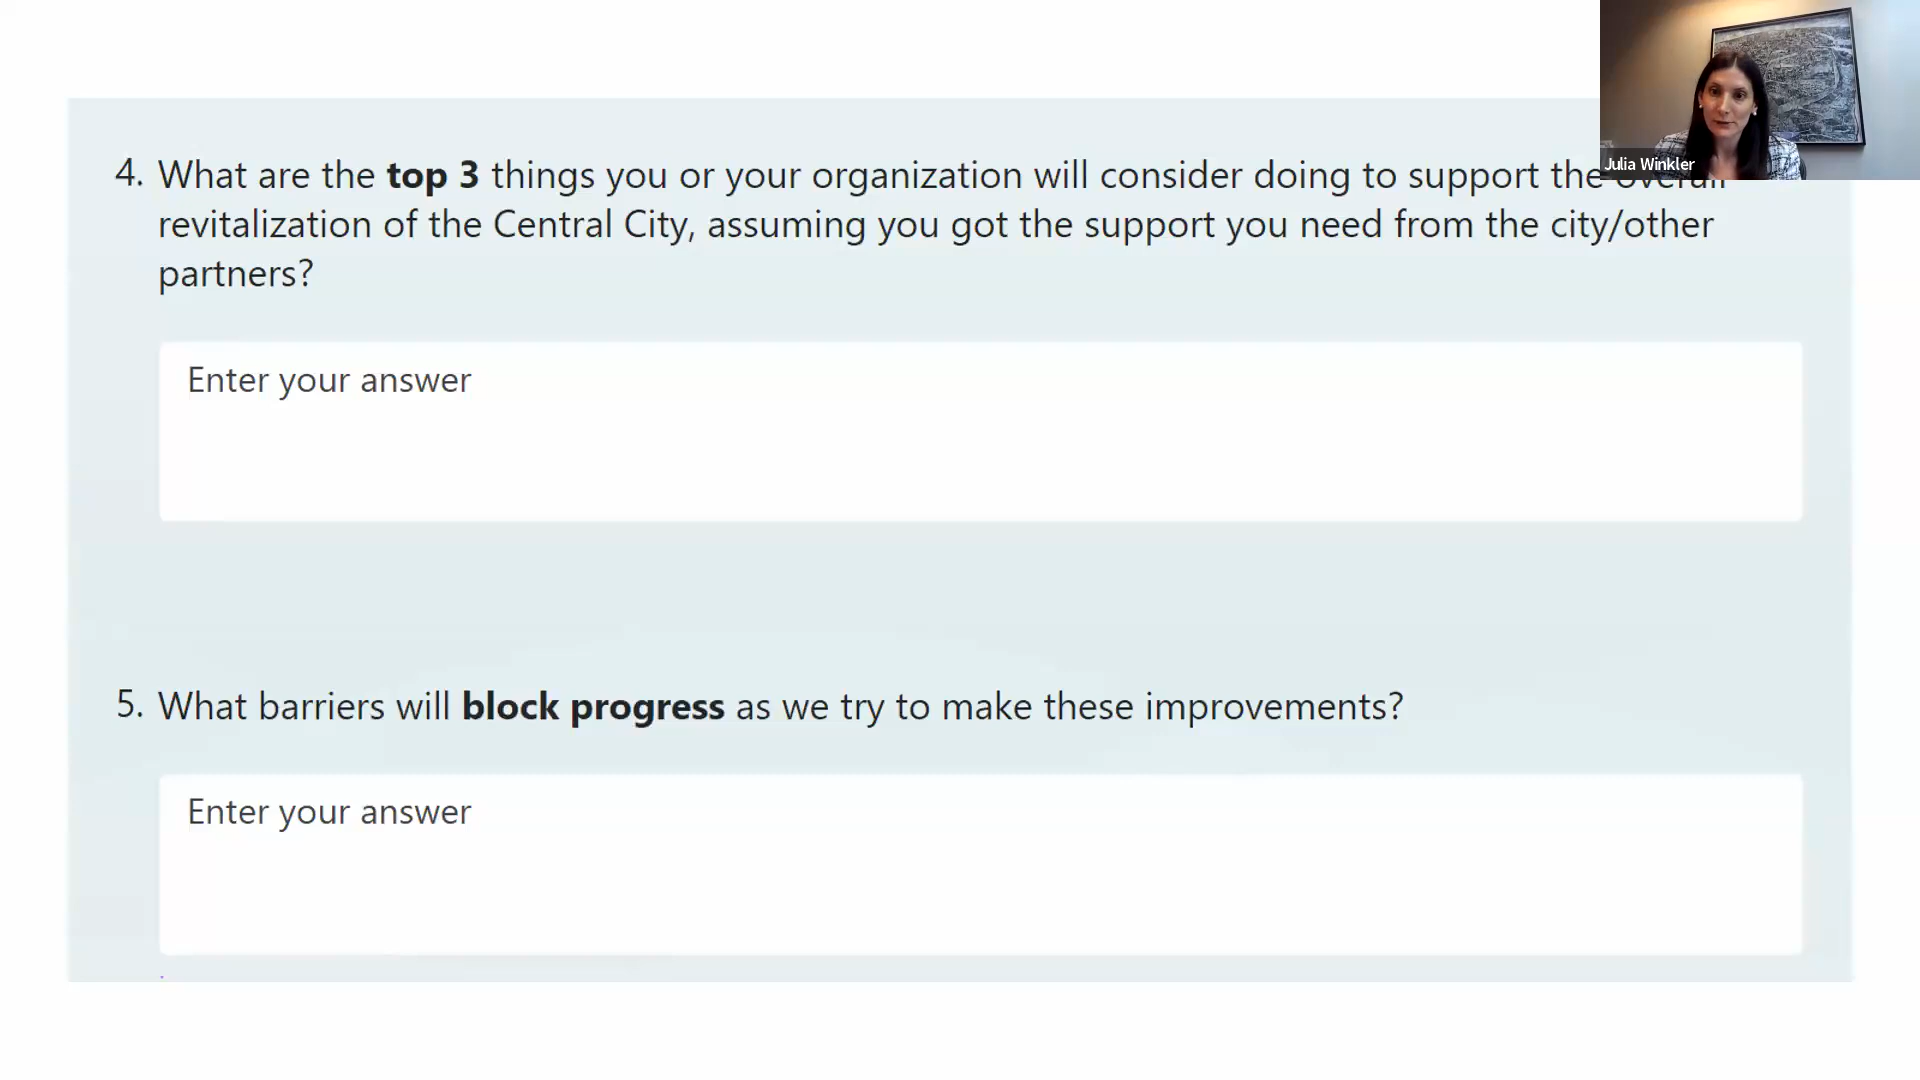 Julia Winkler
4. What are the top 3 things you or your organization will consider doing to support the overall
revitalization of the Central City, assuming you got the support you need from the city/other
partners?
Enter your answer
5. What barriers will block progress as we try to make these improvements?
Enter your answer